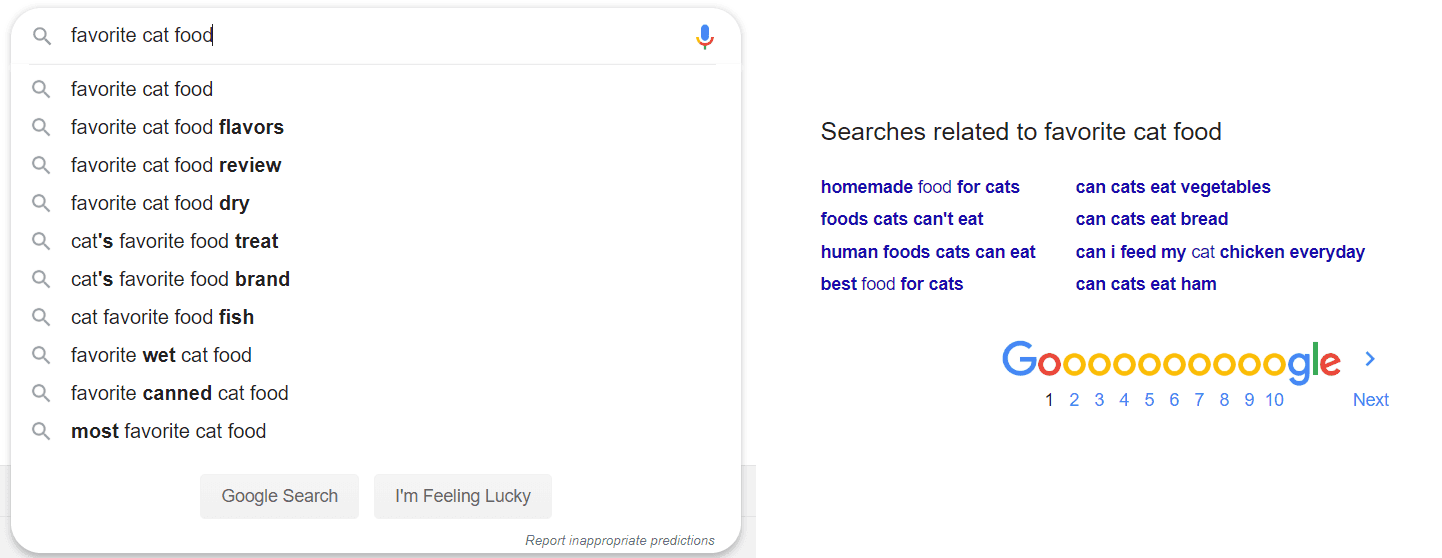 favorite cat food
favorite cat food
favorite cat food flavors
favorite cat food review
favorite cat food dry
cat's favorite food treat
cat's favorite food brand
cat favorite food fish
favorite wet cat food
favorite canned cat food
most favorite cat food
Google Search
I'm Feeling Lucky
Report inappropriate predictions
Searches related to favorite cat food
homemade food for cats
foods cats can't eat
human foods cats can eat
best food for cats
can cats eat vegetables
can cats eat bread
can i feed my cat chicken everyday
can cats eat ham
Goooooooooogle
1 2 3 4 5 6 7 8 9 10 Next